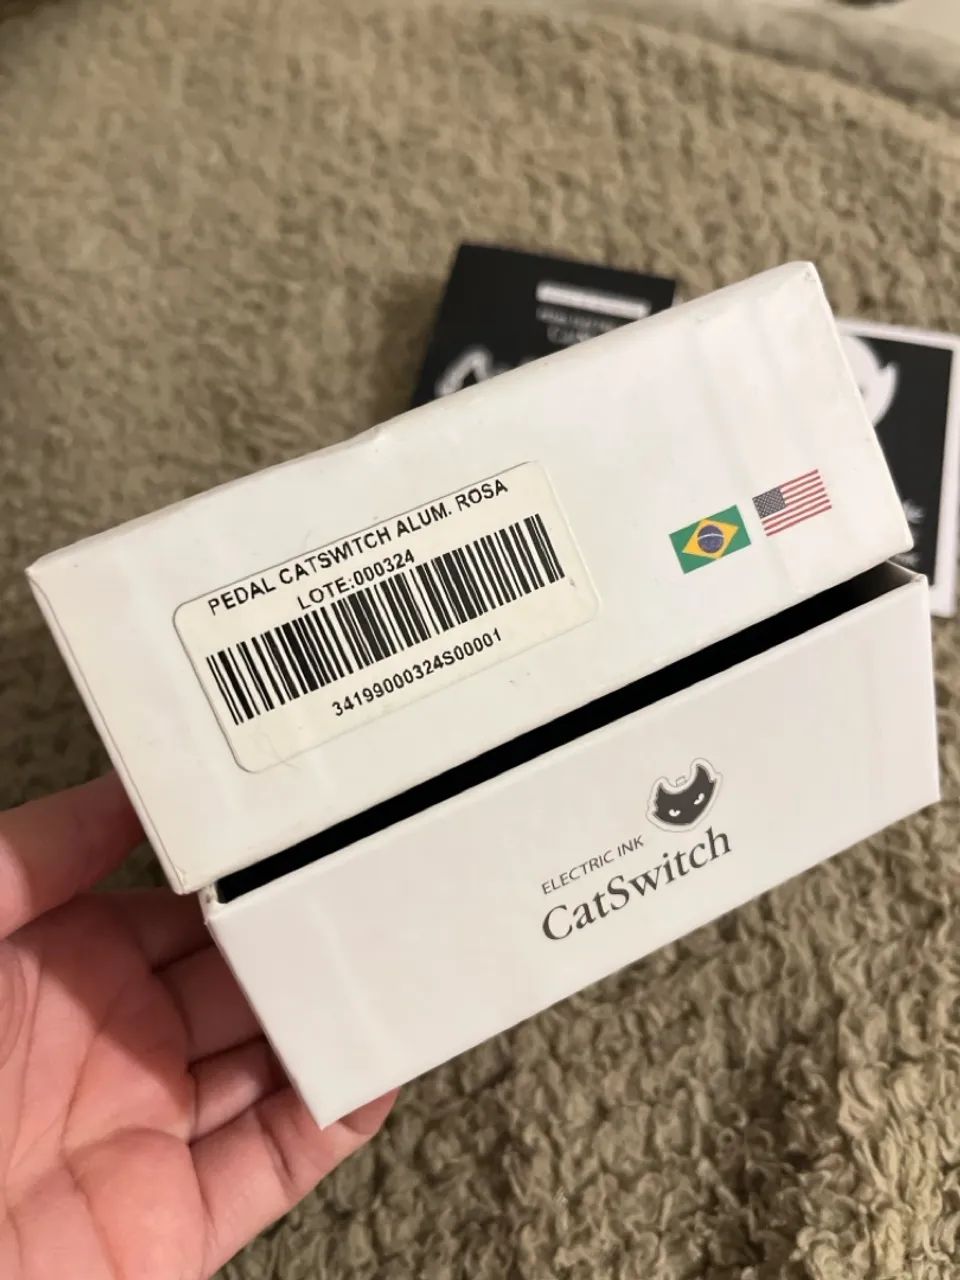 PEDAL CATSWITCH ALUM. ROSA
LOTE:000324
34199000324S00001
ELECTRIC INK
CatSwitch